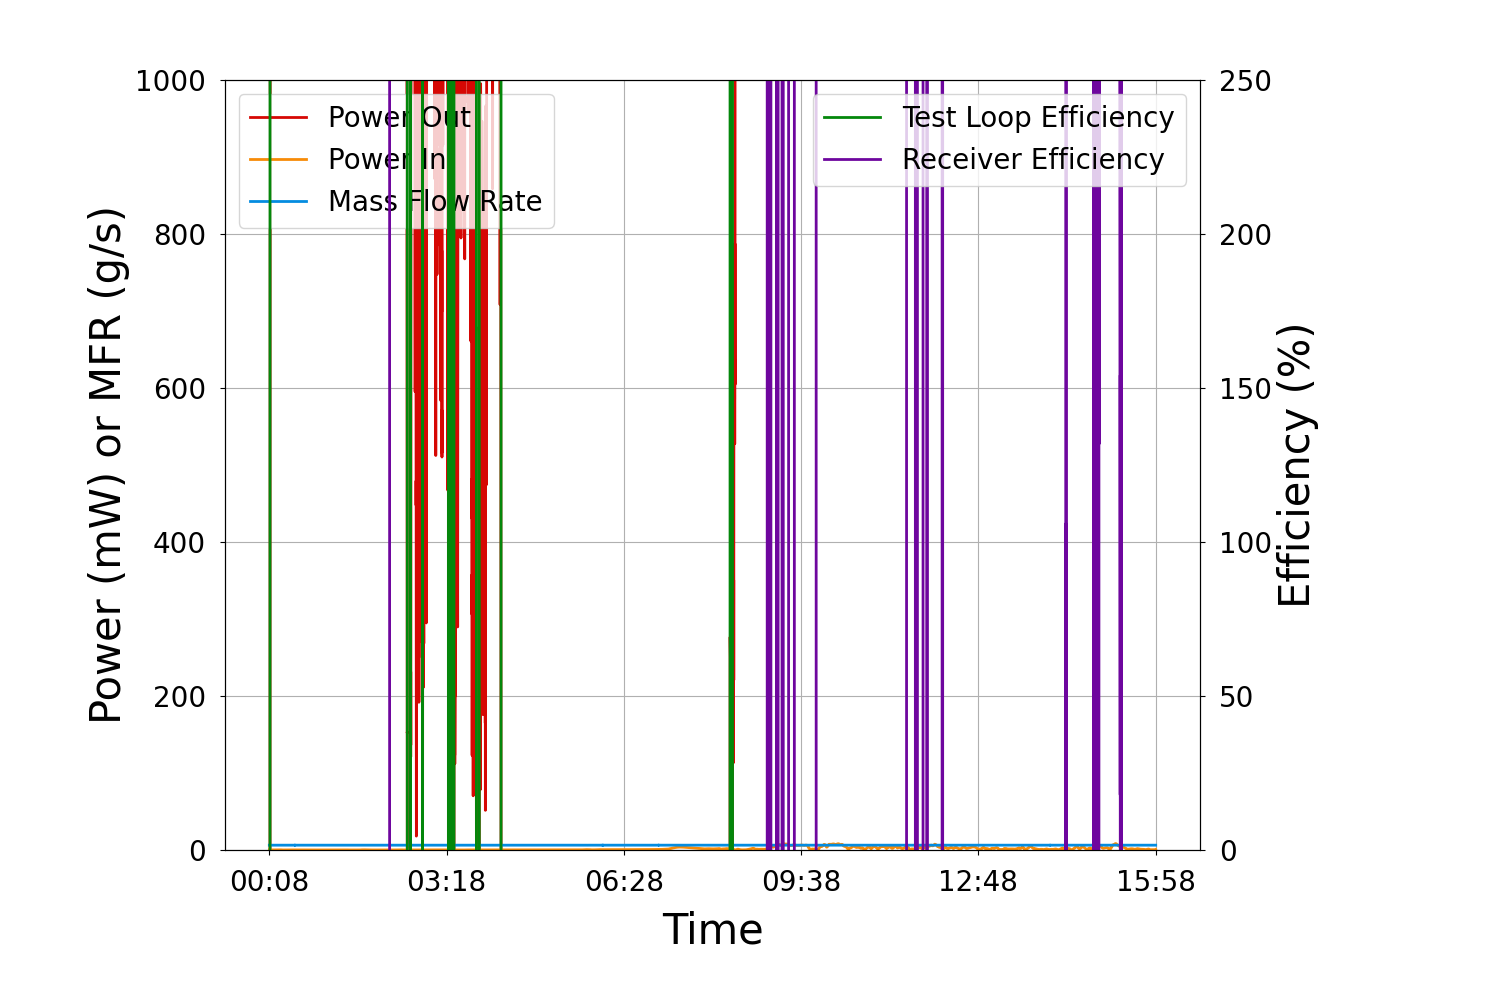 1000
800
600
400
200
0
Power (mW) or MFR (g/s)
Power Out
Power In
Mass Flow Rate
Test Loop Efficiency
Receiver Efficiency
250
200
150
100
50
0
Efficiency (%)
00:08 03:18 06:28 09:38 12:48 15:58
Time